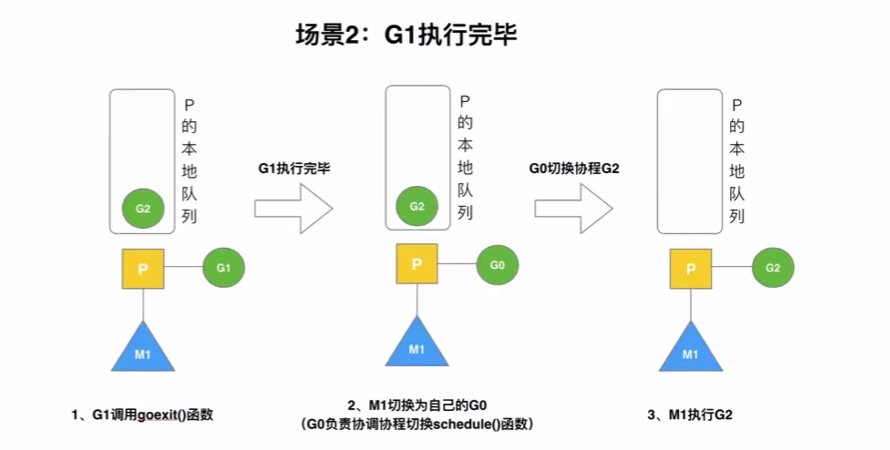 场景2：G1执行完毕
P的本地队列
G2
P
G1
M1
1、G1调用goexit()函数
G1执行完毕
P的本地队列
G2
P
G0
M1
2、M1切换为自己的G0
（G0负责协调协程切换schedule()函数）
G0切换协程G2
P的本地队列
P
G2
M1
3、M1执行G2